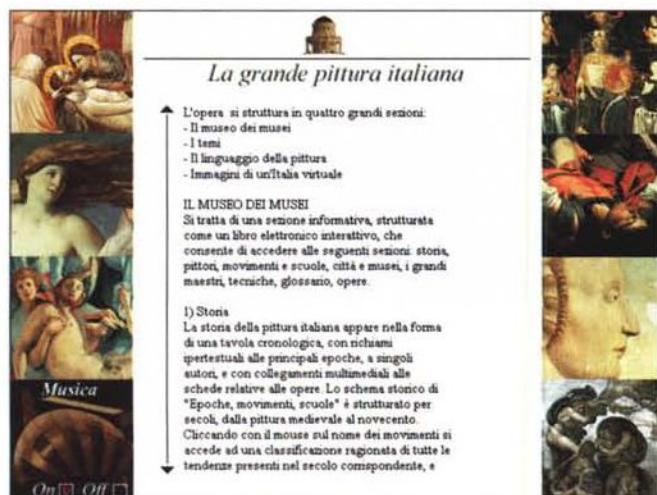 La grande pittura italiana
L'opera si struttura in quattro grandi sezioni:
- Il museo dei musei
- I temi
- Il linguaggio della pittura
- Immagini di un'Italia virtuale
IL MUSEO DEI MUSEI
Si tratta di una sezione informativa, strutturata
come un libro elettronico interattivo, che
consente di accedere alle seguenti sezioni: storia,
pittori, movimenti e scuole, città e musei, i grandi
maestri, tecniche, glossario, opere.
1) Storia
La storia della pittura italiana appare nella forma
di una tavola cronologica, con richiami
ipertestuali alle principali epoche, a singoli
autori, e con collegamenti multimediali alle
schede relative alle opere. Lo schema storico di
"Epoche, movimenti, scuole" è strutturato per
secoli, dalla pittura medievale al novecento.
Cliccando con il mouse sul nome dei movimenti si
accede ad una classificazione ragionata di tutte le
tendenze presenti nel secolo corrispondente, e
Musica
On Off